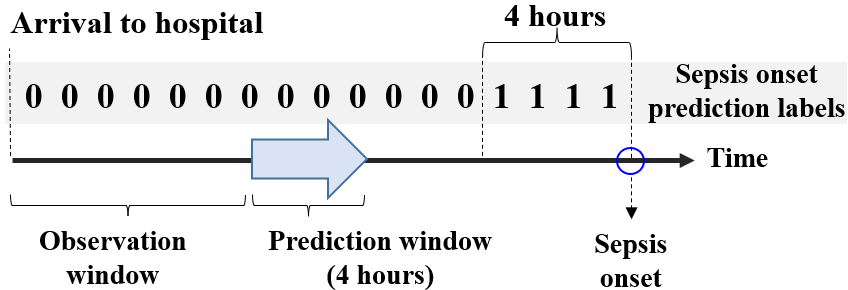 Arrival to hospital
4 hours
0 0 0 0 0 0 0 0 0 0 0 0 0 1 1 1 1
Sepsis onset
prediction labels
Time
Observation
window
Prediction window
(4 hours)
Sepsis
onset